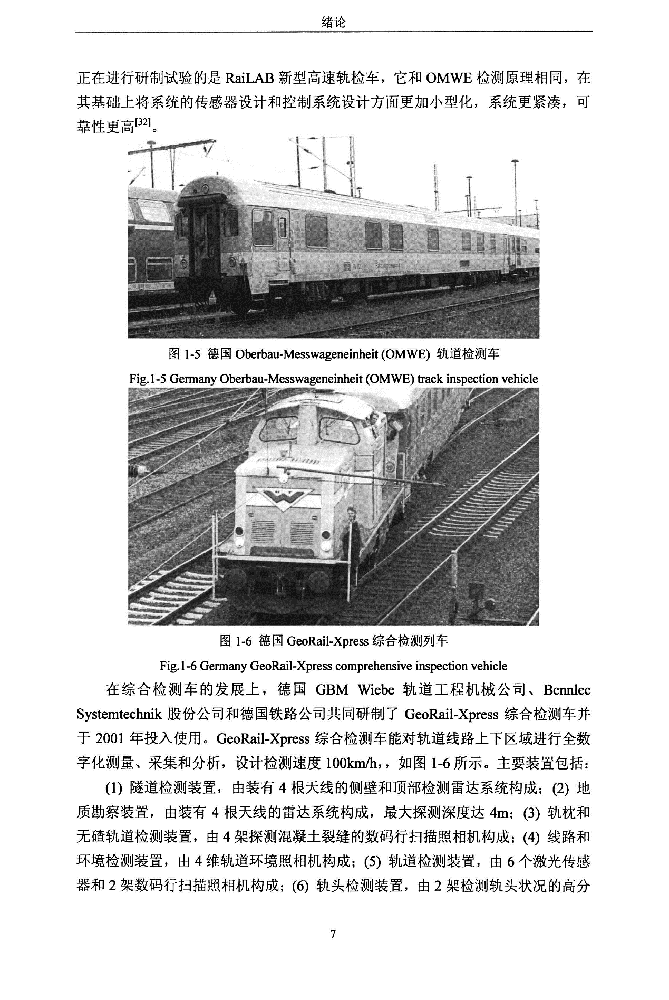 绪论
正在进行研制试验的是 RaiLAB 新型高速轨检车，它和 OMWE 检测原理相同，在
其基础上将系统的传感器设计和控制系统设计方面更加小型化，系统更紧凑，可
靠性更高[32]。
DB Netz Fahrwegmessung
图 1-5 德国 Oberbau-Messwageneinheit (OMWE) 轨道检测车
Fig.1-5 Germany Oberbau-Messwageneinheit (OMWE) track inspection vehicle
H F
W
图 1-6 德国 GeoRail-Xpress 综合检测列车
Fig.1-6 Germany GeoRail-Xpress comprehensive inspection vehicle
在综合检测车的发展上，德国 GBM Wiebe 轨道工程机械公司、Bennlec
Systemtechnik 股份公司和德国铁路公司共同研制了 GeoRail-Xpress 综合检测车并
于 2001 年投入使用。GeoRail-Xpress 综合检测车能对轨道线路上下区域进行全数
字化测量、采集和分析，设计检测速度 100km/h,，如图 1-6 所示。主要装置包括：
(1) 隧道检测装置，由装有 4 根天线的侧壁和顶部检测雷达系统构成；(2) 地
质勘察装置，由装有 4 根天线的雷达系统构成，最大探测深度达 4m；(3) 轨枕和
无碴轨道检测装置，由 4 架探测混凝土裂缝的数码行扫描照相机构成；(4) 线路和
环境检测装置，由 4 维轨道环境照相机构成；(5) 轨道检测装置，由 6 个激光传感
器和 2 架数码行扫描照相机构成；(6) 轨头检测装置，由 2 架检测轨头状况的高分
7